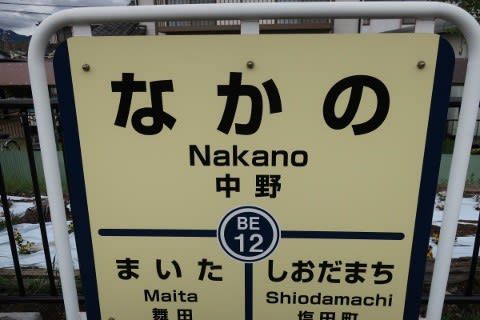 なかの
Nakano
中野
BE
12
まいた
Maita
舞田
しおだまち
Shiodamachi
塩田町